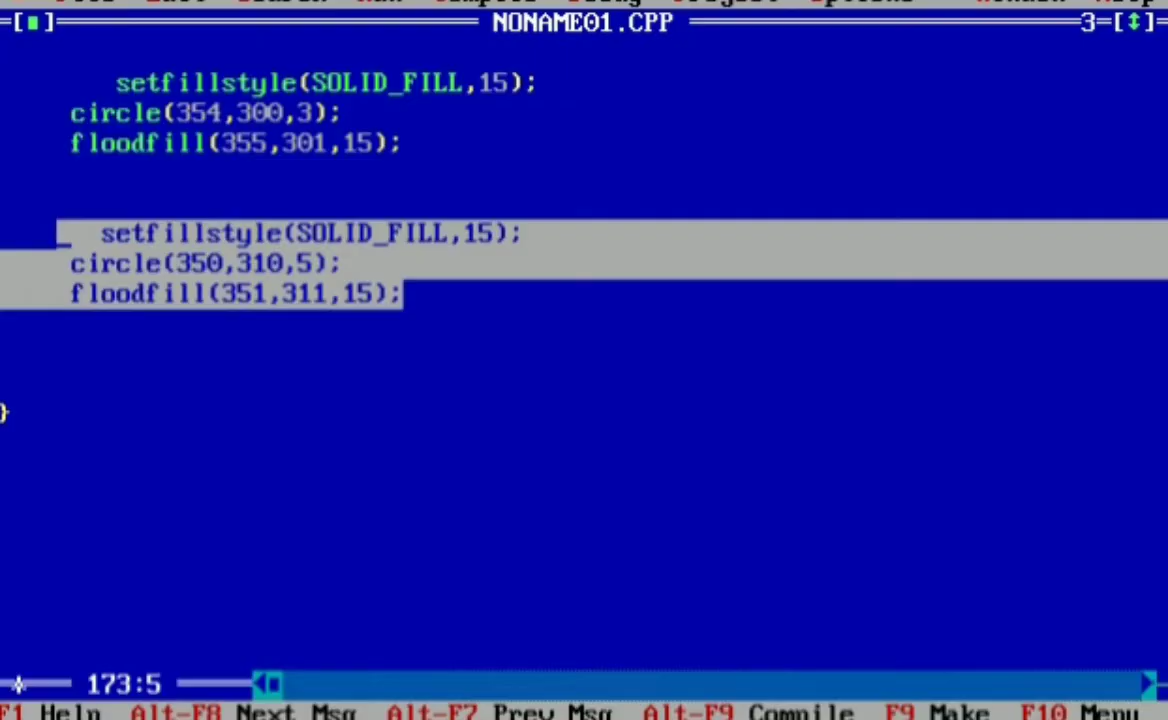 NONAME01.CPP
3
setfillstyle(SOLID_FILL,15);
circle(354,300,3);
floodfill(355,301,15);
setfillstyle(SOLID_FILL,15);
circle(350,310,5);
floodfill(351,311,15);
}
173:5
F1 Help Alt-F8 Next Msg Alt-F7 Prev Msg Alt-F9 Compile F9 Make F10 Menu